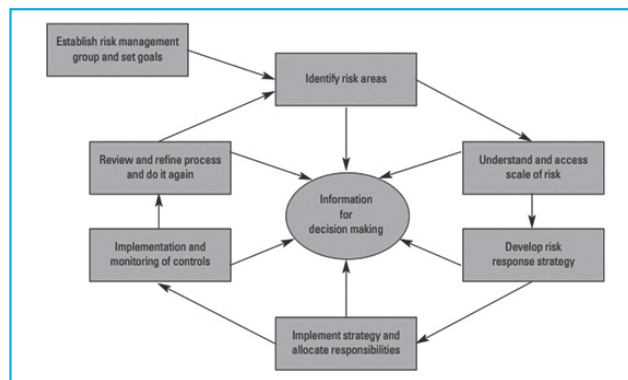 Establish risk management
group and set goals
Identify risk areas
Review and refine process
and do it again
Understand and access
scale of risk
Information
for
decision making
Implementation and
monitoring of controls
Develop risk
response strategy
Implement strategy and
allocate responsibilities